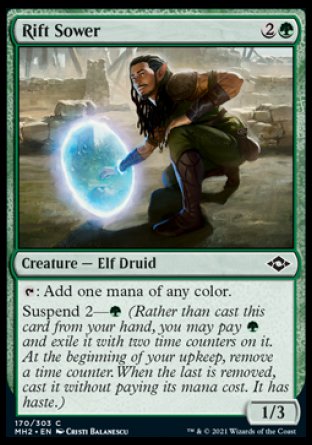 Rift Sower 2
Creature — Elf Druid
: Add one mana of any color.
Suspend 2— (Rather than cast this
card from your hand, you may pay
and exile it with two time counters on it.
At the beginning of your upkeep, remove
a time counter. When the last is removed,
cast it without paying its mana cost. It has
haste.)
1/3
170/303 C
MH2 • EN CRISTI BALANESCU
™ & © 2021 Wizards of the Coast